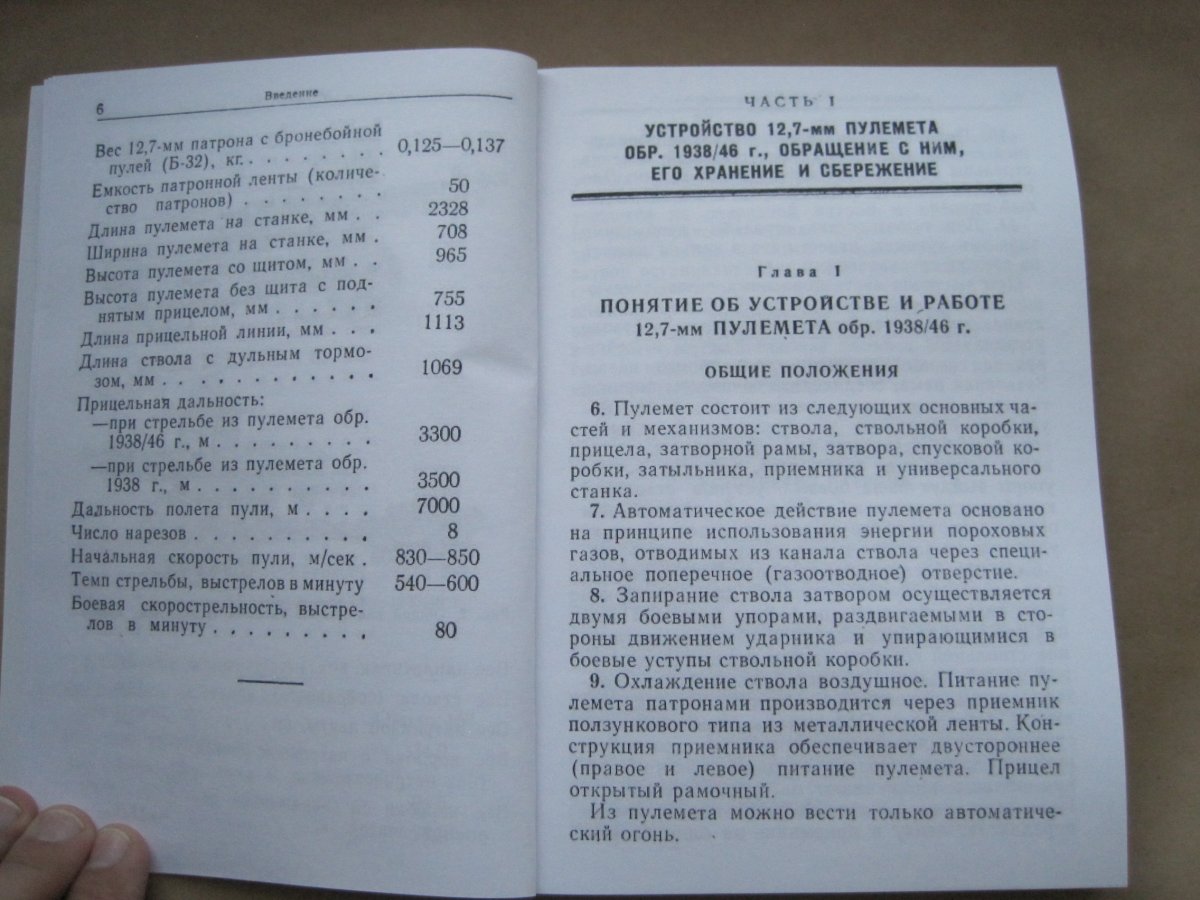 6
Введение
Вес 12,7-мм патрона с бронебойной
пулей (Б-32), кг. . . . . . . . . 0,125—0,137
Емкость патронной ленты (количе-
ство патронов) . . . . . . . . 50
Длина пулемета на станке, мм . . 2328
Ширина пулемета на станке, мм . 708
Высота пулемета со щитом, мм . . 965
Высота пулемета без щита с под-
нятым прицелом, мм . . . . . . 755
Длина прицельной линии, мм . . . 1113
Длина ствола с дульным тормо-
зом, мм . . . . . . . . . . . . 1069
Прицельная дальность:
—при стрельбе из пулемета обр.
1938/46 г., м . . . . . . . . . 3300
—при стрельбе из пулемета обр.
1938 г., м . . . . . . . . . . 3500
Дальность полета пули, м . . . . 7000
Число нарезов . . . . . . . . . . 8
Начальная скорость пули, м/сек . 830—850
Темп стрельбы, выстрелов в минуту 540—600
Боевая скорострельность, выстре-
лов в минуту . . . . . . . . . 80
ЧАСТЬ I
УСТРОЙСТВО 12,7-мм ПУЛЕМЕТА
ОБР. 1938/46 г., ОБРАЩЕНИЕ С НИМ,
ЕГО ХРАНЕНИЕ И СБЕРЕЖЕНИЕ
Глава I
ПОНЯТИЕ ОБ УСТРОЙСТВЕ И РАБОТЕ
12,7-мм ПУЛЕМЕТА обр. 1938/46 г.
ОБЩИЕ ПОЛОЖЕНИЯ
6. Пулемет состоит из следующих основных ча-
стей и механизмов: ствола, ствольной коробки,
прицела, затворной рамы, затвора, спусковой ко-
робки, затыльника, приемника и универсального
станка.
7. Автоматическое действие пулемета основано
на принципе использования энергии пороховых
газов, отводимых из канала ствола через специ-
альное поперечное (газоотводное) отверстие.
8. Запирание ствола затвором осуществляется
двумя боевыми упорами, раздвигаемыми в сто-
роны движением ударника и упирающимися в
боевые уступы ствольной коробки.
9. Охлаждение ствола воздушное. Питание пу-
лемета патронами производится через приемник
ползункового типа из металлической ленты. Кон-
струкция приемника обеспечивает двустороннее
(правое и левое) питание пулемета. Прицел
открытый рамочный.
Из пулемета можно вести только автоматиче-
ский огонь.